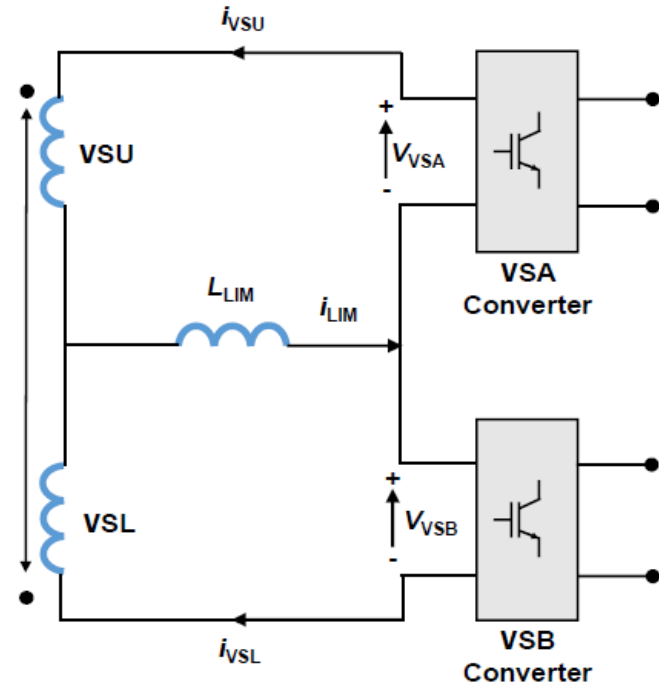 iVSU
VSU
+
VVSA
-
VSA
Converter
LLIM
iLIM
VSL
+
VVSB
-
iVSL
VSB
Converter